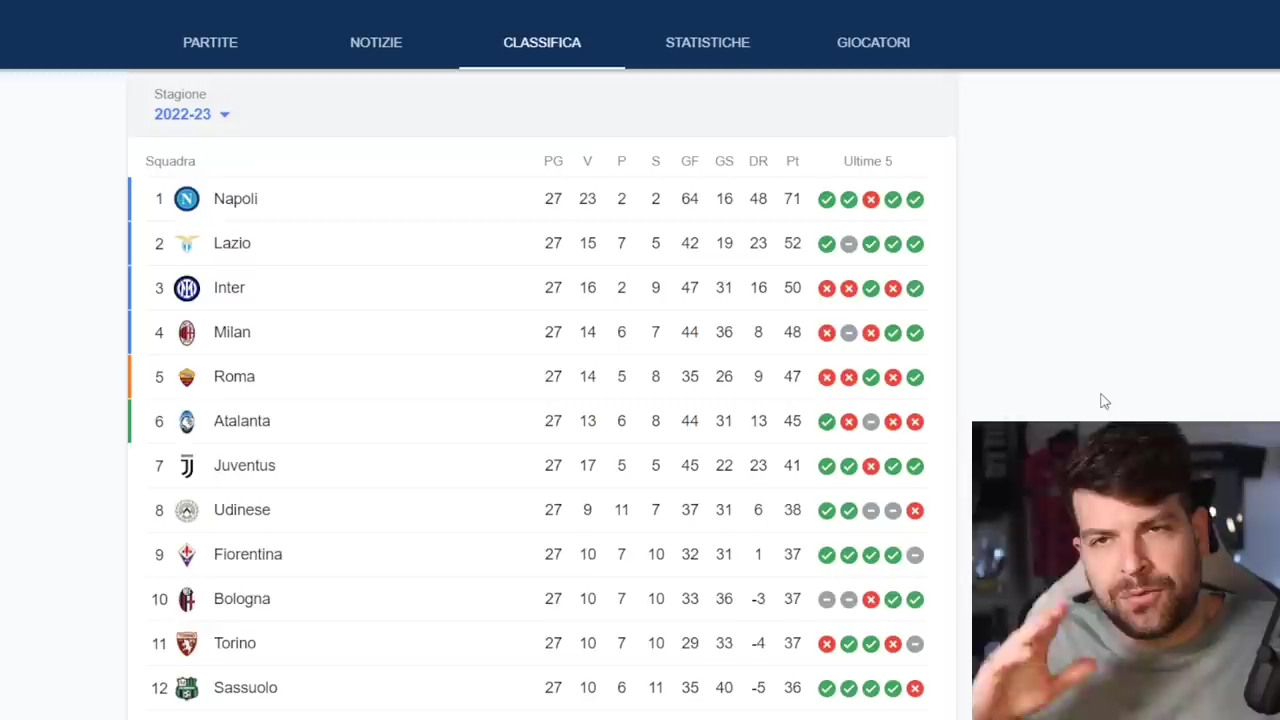 PARTITE NOTIZIE CLASSIFICA STATISTICHE GIOCATORI
Stagione
2022-23
Squadra PG V P S GF GS DR Pt Ultime 5
1 Napoli 27 23 2 2 64 16 48 71
2 Lazio 27 15 7 5 42 19 23 52
3 Inter 27 16 2 9 47 31 16 50
4 Milan 27 14 6 7 44 36 8 48
5 Roma 27 14 5 8 35 26 9 47
6 Atalanta 27 13 6 8 44 31 13 45
7 Juventus 27 17 5 5 45 22 23 41
8 Udinese 27 9 11 7 37 31 6 38
9 Fiorentina 27 10 7 10 32 31 1 37
10 Bologna 27 10 7 10 33 36 -3 37
11 Torino 27 10 7 10 29 33 -4 37
12 Sassuolo 27 10 6 11 35 40 -5 36